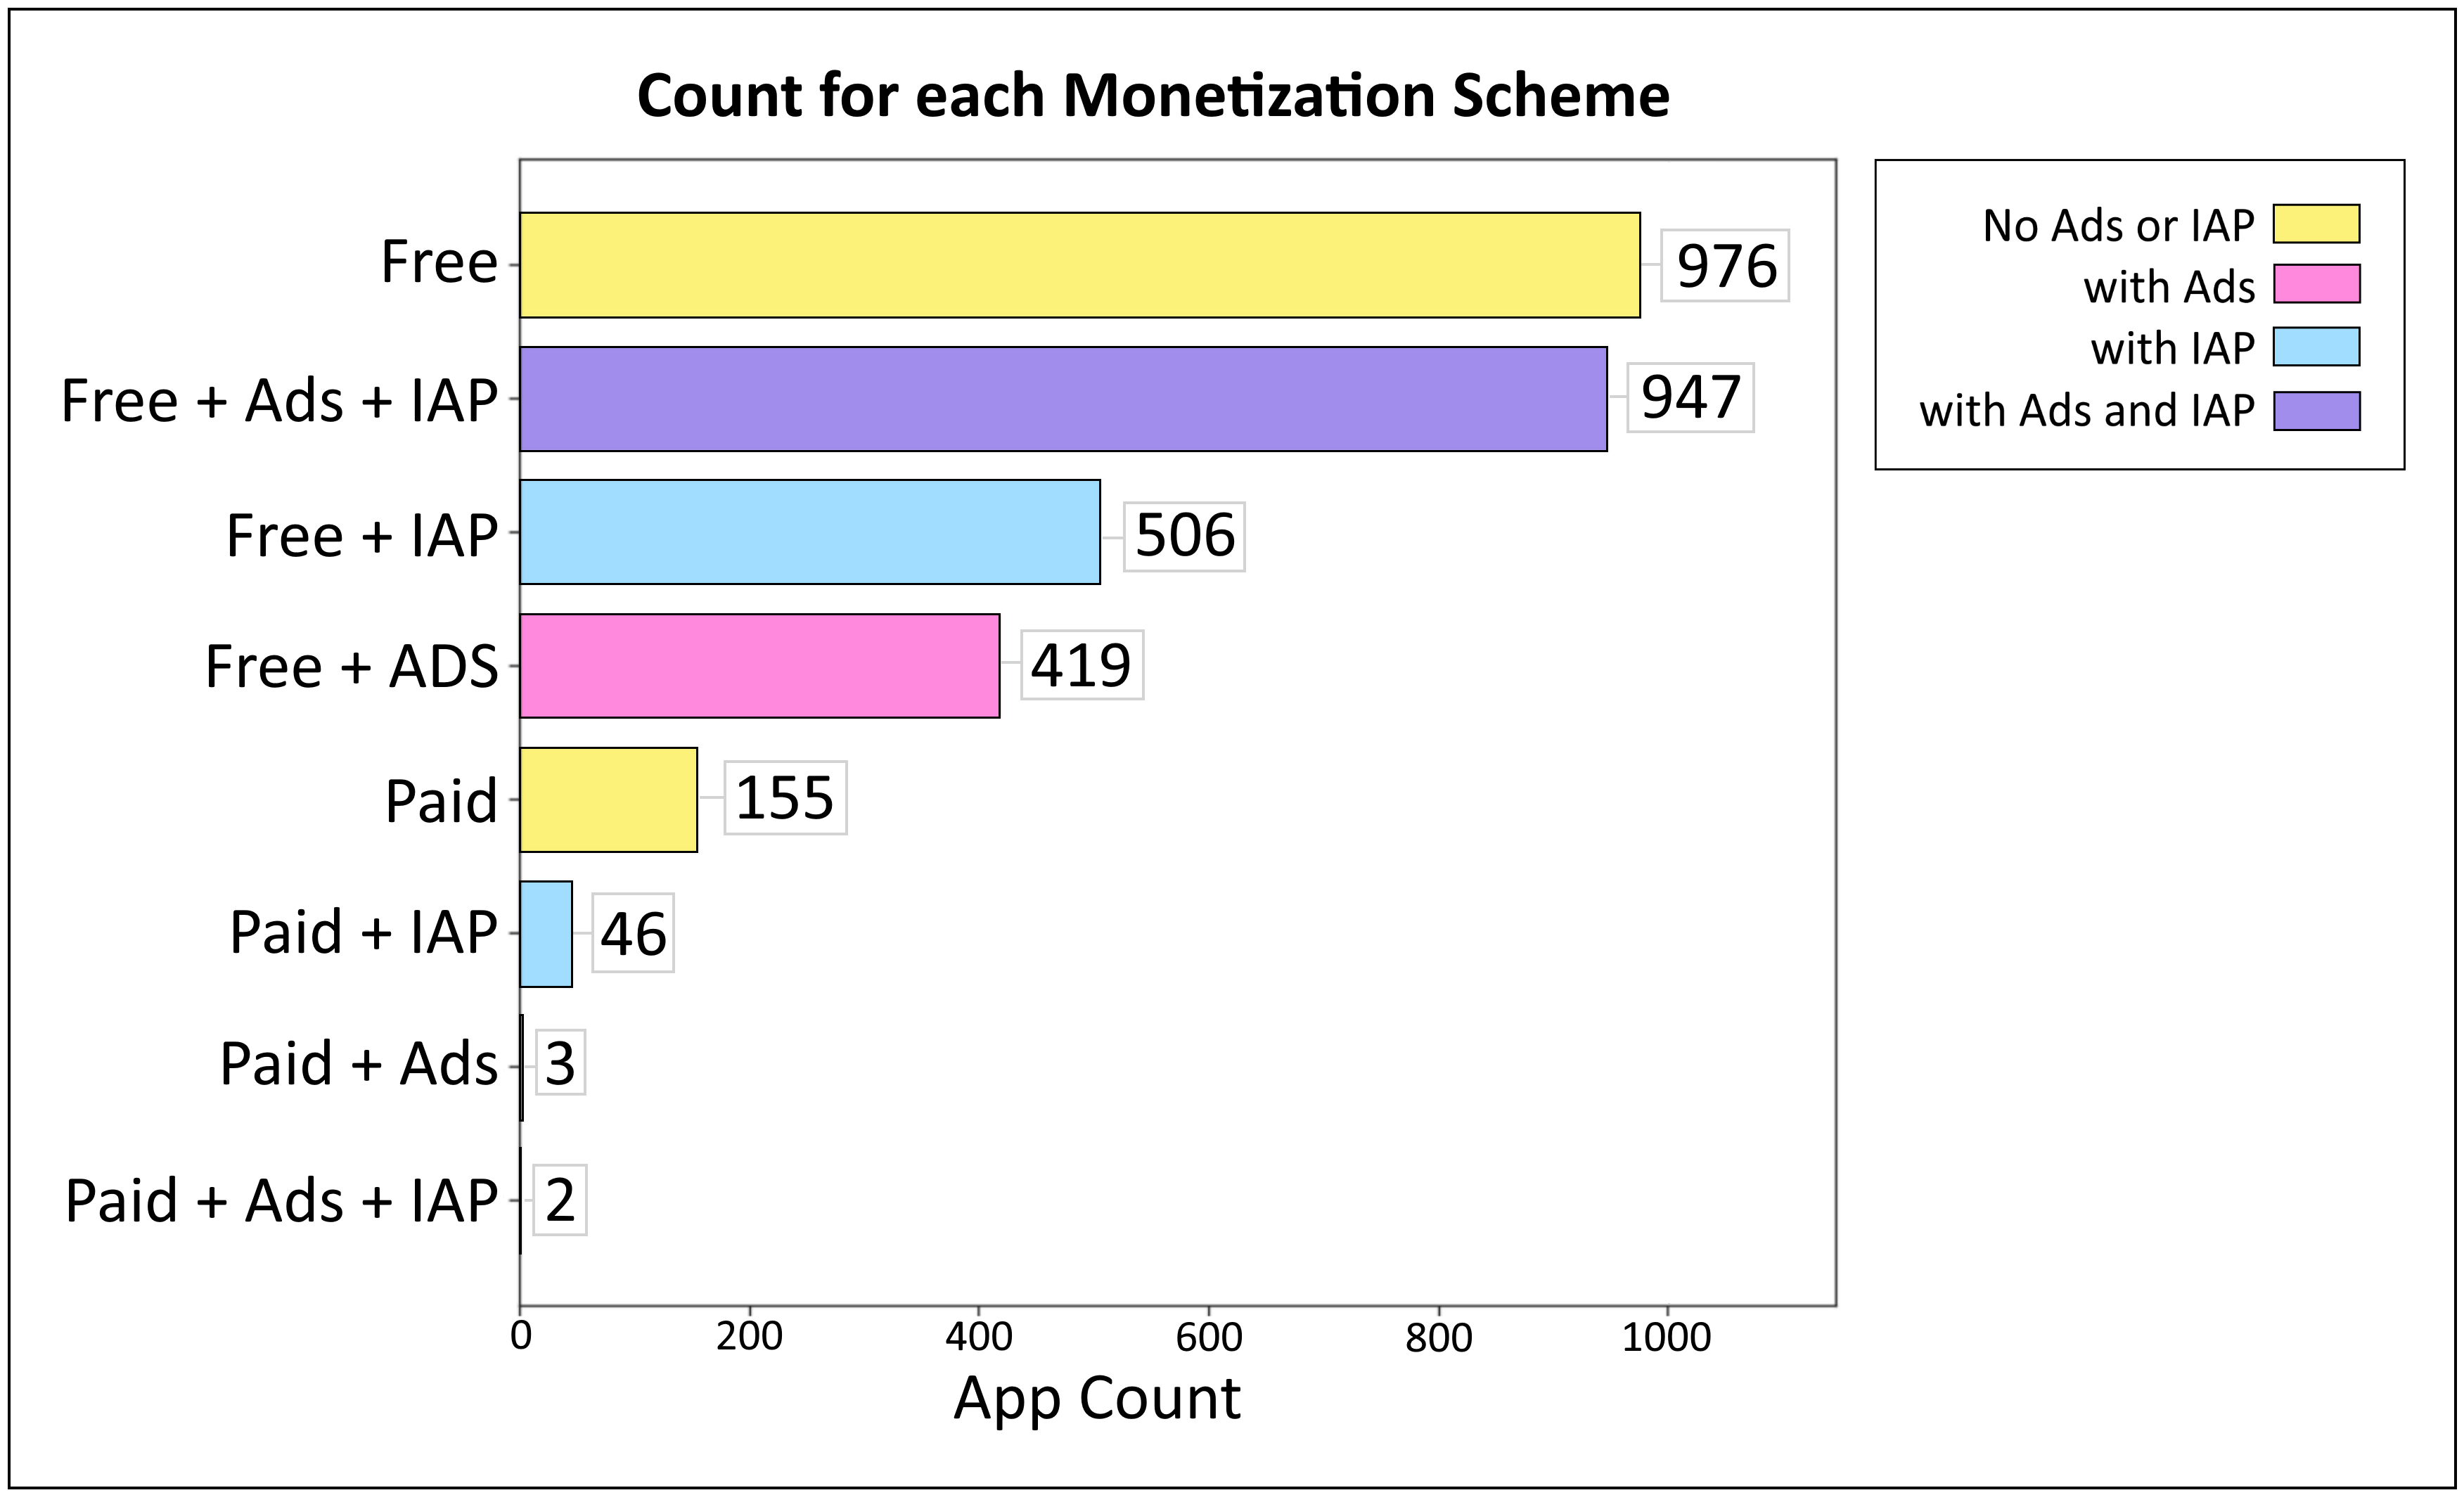 Count for each Monetization Scheme
No Ads or IAP
with Ads
with IAP
with Ads and IAP
Free
976
Free + Ads + IAP
947
Free + IAP
506
Free + ADS
419
Paid
155
Paid + IAP
46
Paid + Ads
3
Paid + Ads + IAP
2
0 200 400 600 800 1000
App Count